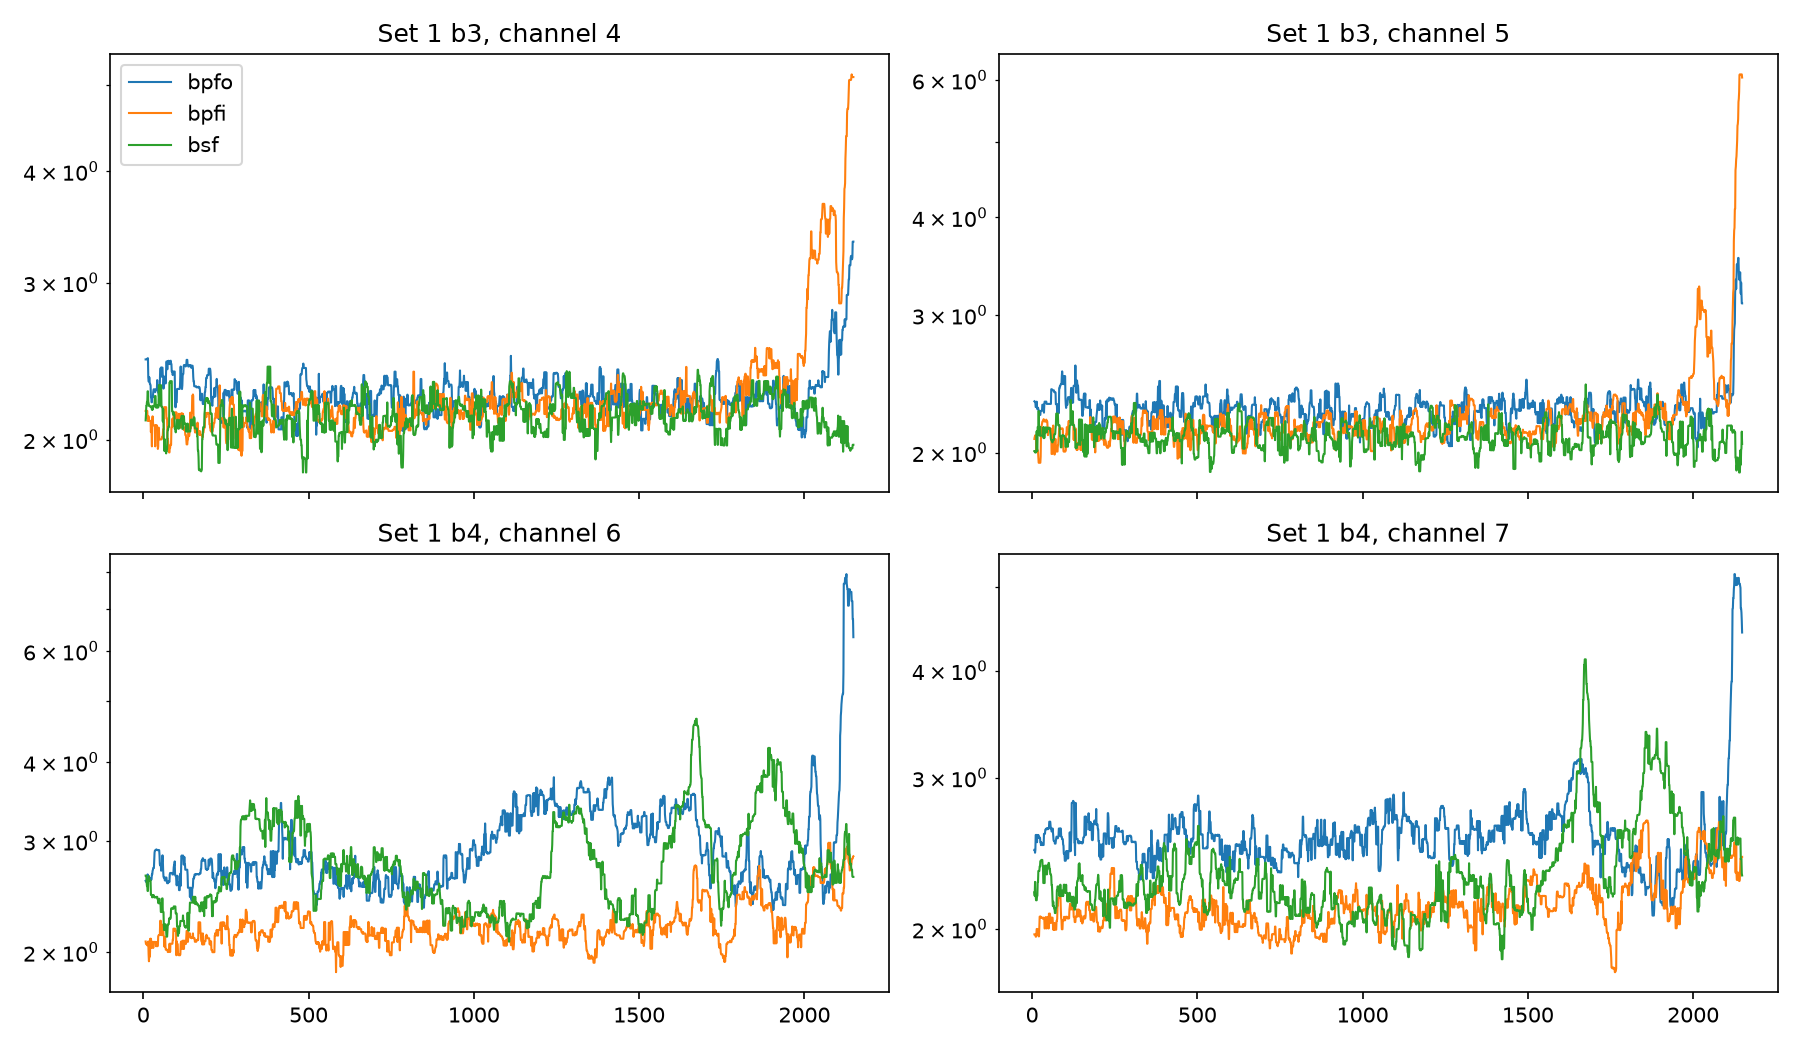 Set 1 b3, channel 4
4 × 10⁰
3 × 10⁰
2 × 10⁰
bpfo
bpfi
bsf
Set 1 b3, channel 5
6 × 10⁰
4 × 10⁰
3 × 10⁰
2 × 10⁰
Set 1 b4, channel 6
6 × 10⁰
4 × 10⁰
3 × 10⁰
2 × 10⁰
0 500 1000 1500 2000
Set 1 b4, channel 7
4 × 10⁰
3 × 10⁰
2 × 10⁰
0 500 1000 1500 2000